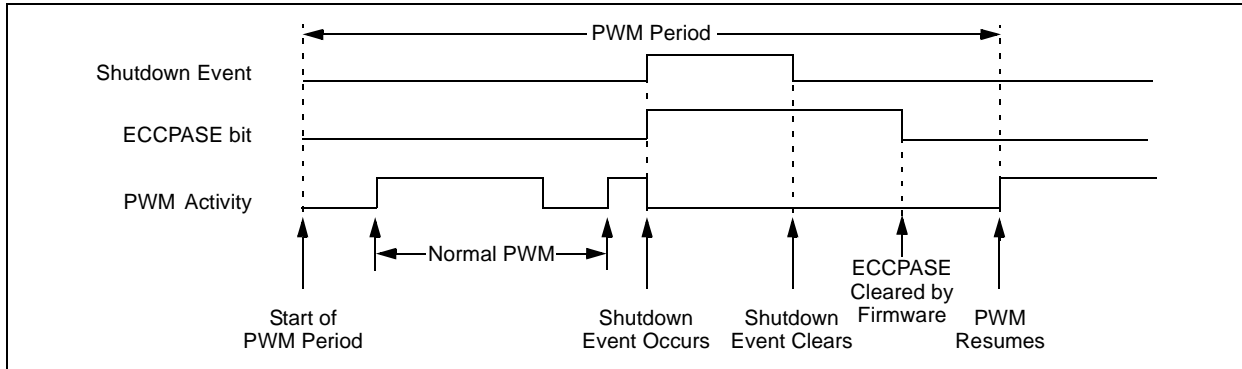 PWM Period
Shutdown Event
ECCPASE bit
PWM Activity
Normal PWM
Start of
PWM Period
Shutdown
Event Occurs
Shutdown
Event Clears
ECCPASE
Cleared by
Firmware
PWM
Resumes